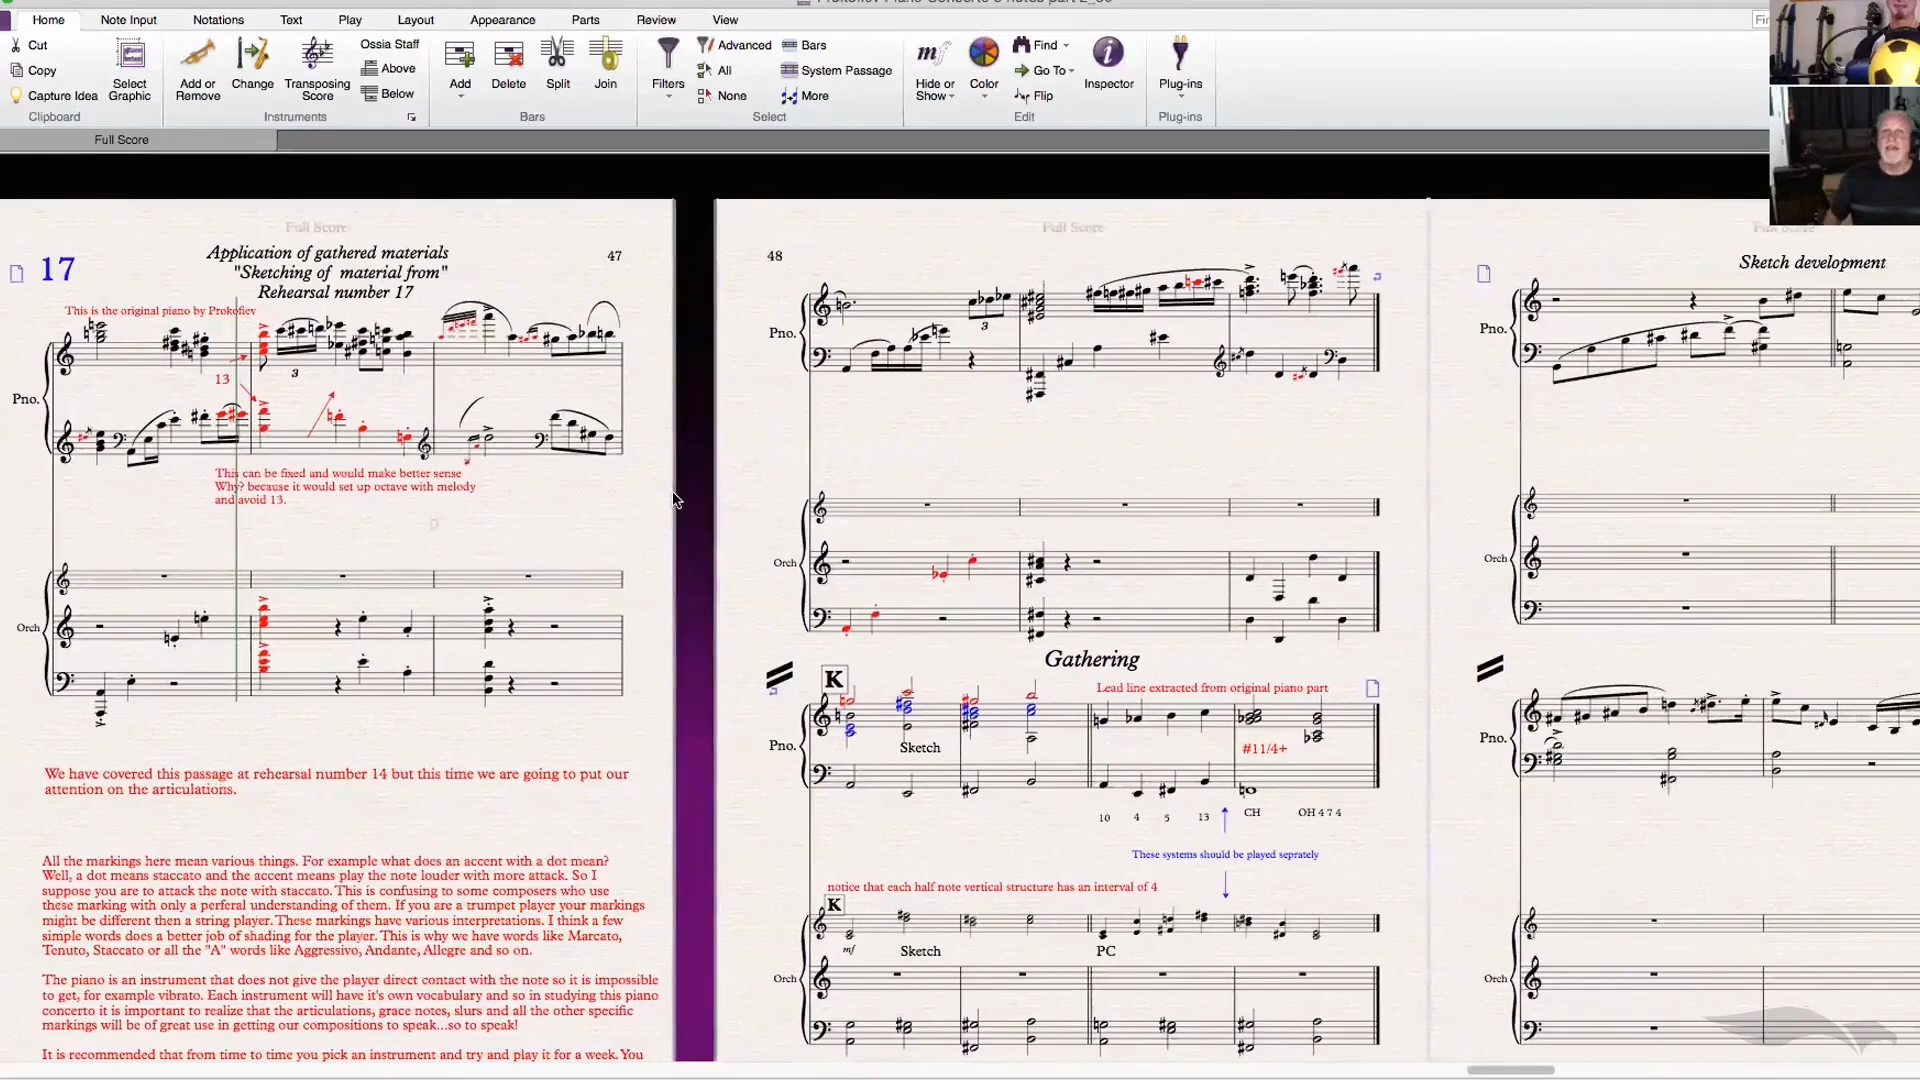 Home Note Input Notations Text Play Layout Appearance Parts Review View
Cut
Copy
Capture Idea
Clipboard
Select
Graphic
Add or
Remove
Change
Transposing
Score
Ossia Staff
Above
Below
Instruments
Add
Delete
Split
Join
Bars
Filters
Advanced
All
None
Bars
System Passage
More
Select
Hide or
Show
Color
Find
Go To
Flip
Inspector
Edit
Plug-ins
Plug-ins
Full Score
Full Score
17
Application of gathered materials
"Sketching of material from"
Rehearsal number 17
47
This is the original piano by Prokofiev
13
3
Pno.
This can be fixed and would make better sense
Why? because it would set up octave with melody
and avoid 13.
Orch
We have covered this passage at rehearsal number 14 but this time we are going to put our
attention on the articulations.
All the markings here mean various things. For example what does an accent with a dot mean?
Well, a dot means staccato and the accent means play the note louder with more attack. So I
suppose you are to attack the note with staccato. This is confusing to some composers who use
these marking with only a perferal understanding of them. If you are a trumpet player your markings
might be different then a string player. These markings have various interpretations. I think a few
simple words does a better job of shading for the player. This is why we have words like Marcato,
Tenuto, Staccato or all the "A" words like Aggressivo, Andante, Allegre and so on.
The piano is an instrument that does not give the player direct contact with the note so it is impossible
to get, for example vibrato. Each instrument will have it's own vocabulary and so in studying this piano
concerto it is important to realize that the articulations, grace notes, slurs and all the other specific
markings will be of great use in getting our compositions to speak...so to speak!
It is recommended that from time to time you pick an instrument and try and play it for a week. You
Full Score
48
Pno.
3
Orch
Gathering
K
Lead line extracted from original piano part
Pno.
Sketch
#11/4+
10 4 5 13 CH OH 4 7 4
These systems should be played seprately
notice that each half note vertical structure has an interval of 4
K
mf
Sketch
PC
Orch
Sketch development
Pno.
Orch
Pno.
Orch